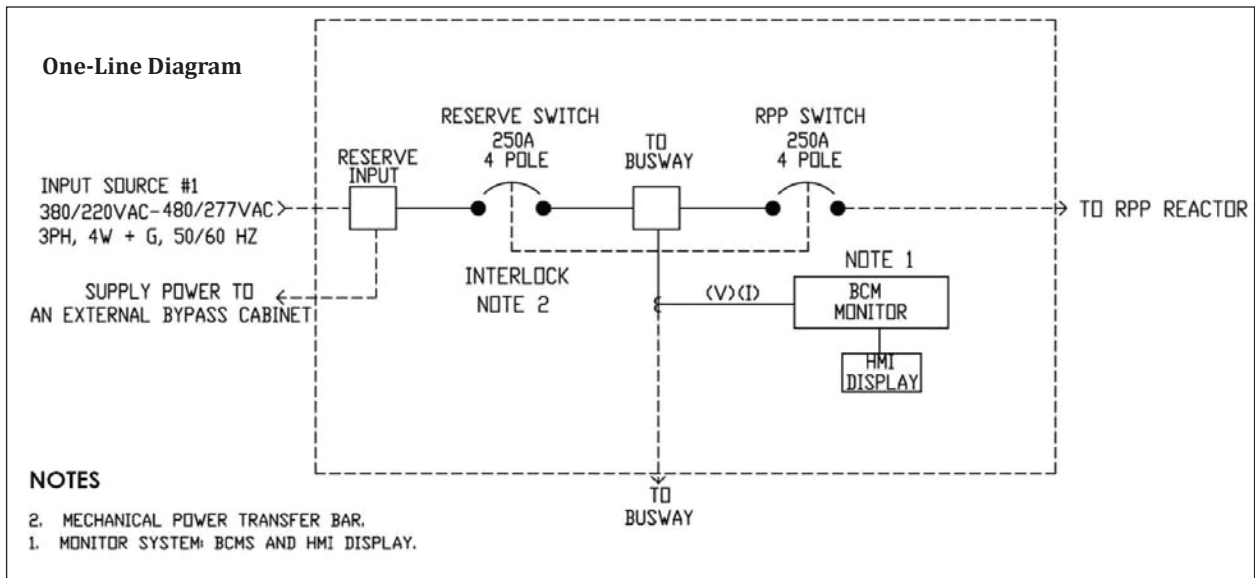 One-Line Diagram
RESERVE SWITCH
250A
4 POLE
RPP SWITCH
250A
4 POLE
TO
BUSWAY
RESERVE
INPUT
INPUT SOURCE #1
380/220VAC-480/277VAC
3PH, 4W + G, 50/60 HZ
TO RPP REACTOR
SUPPLY POWER TO
AN EXTERNAL BYPASS CABINET
INTERLOCK
NOTE 2
NOTE 1
(V)(I)
BCM
MONITOR
HMI
DISPLAY
TO
BUSWAY
NOTES
2. MECHANICAL POWER TRANSFER BAR.
1. MONITOR SYSTEM: BCMS AND HMI DISPLAY.